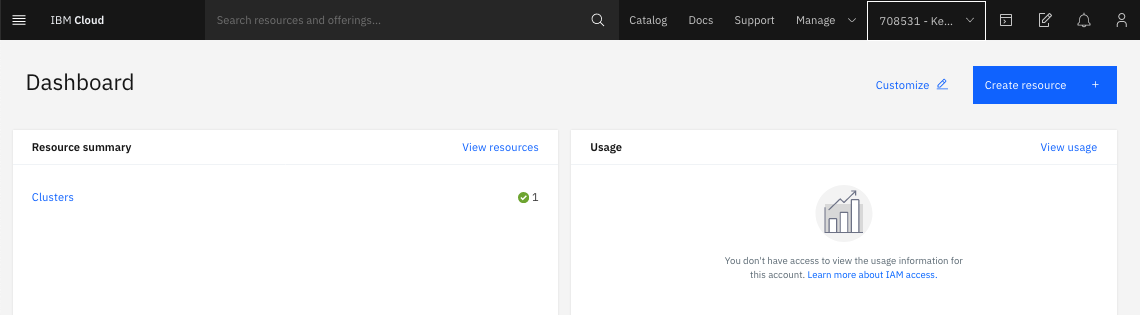 IBM Cloud
Search resources and offerings...
Catalog
Docs
Support
Manage
708531 - Ke...
Dashboard
Customize
Create resource +
Resource summary
View resources
Clusters
1
Usage
View usage
You don't have access to view the usage information for
this account. Learn more about IAM access.